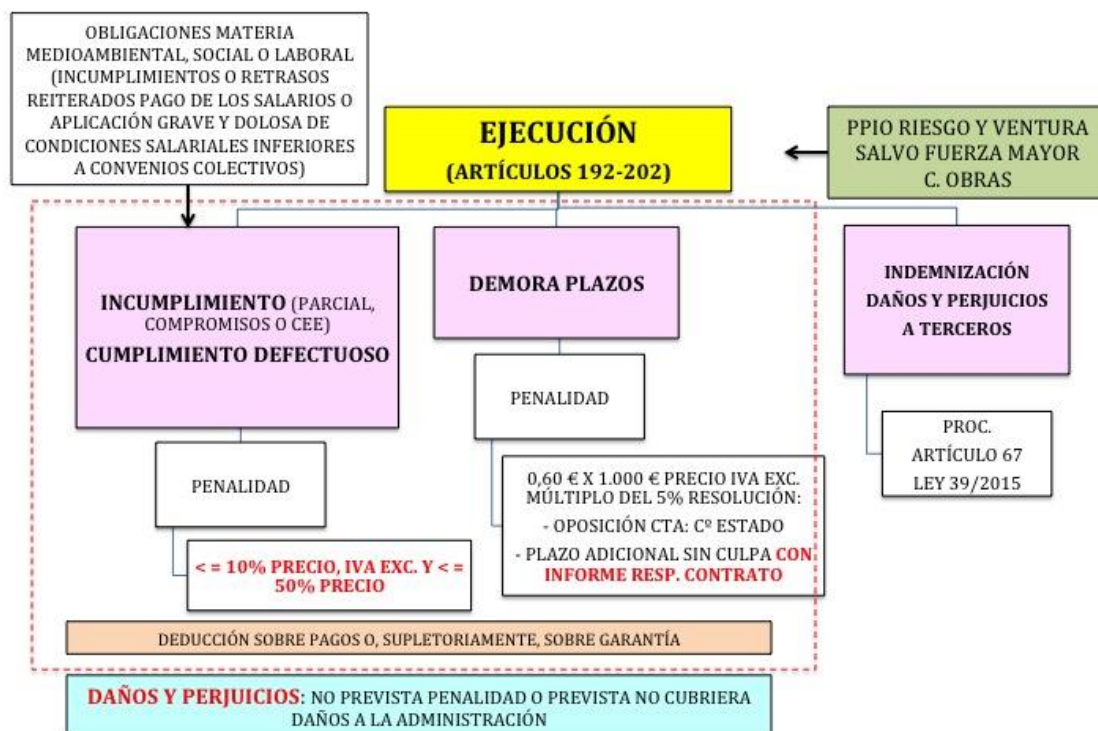 OBLIGACIONES MATERIA
MEDIOAMBIENTAL, SOCIAL O LABORAL
(INCUMPLIMIENTOS O RETRASOS
REITERADOS PAGO DE LOS SALARIOS O
APLICACIÓN GRAVE Y DOLOSA DE
CONDICIONES SALARIALES INFERIORES
A CONVENIOS COLECTIVOS)
EJECUCIÓN
(ARTÍCULOS 192-202)
PPIO RIESGO Y VENTURA
SALVO FUERZA MAYOR
C. OBRAS
INCUMPLIMIENTO (PARCIAL,
COMPROMISOS O CEE)
CUMPLIMIENTO DEFECTUOSO
PENALIDAD
< = 10% PRECIO, IVA EXC. Y < =
50% PRECIO
DEMORA PLAZOS
PENALIDAD
0,60 € X 1.000 € PRECIO IVA EXC.
MÚLTIPLO DEL 5% RESOLUCIÓN:
- OPOSICIÓN CTA: Cº ESTADO
- PLAZO ADICIONAL SIN CULPA CON
INFORME RESP. CONTRATO
INDEMNIZACIÓN
DAÑOS Y PERJUICIOS
A TERCEROS
PROC.
ARTÍCULO 67
LEY 39/2015
DEDUCCIÓN SOBRE PAGOS O, SUPLETORIAMENTE, SOBRE GARANTÍA
DAÑOS Y PERJUICIOS: NO PREVISTA PENALIDAD O PREVISTA NO CUBRIERA
DAÑOS A LA ADMINISTRACIÓN